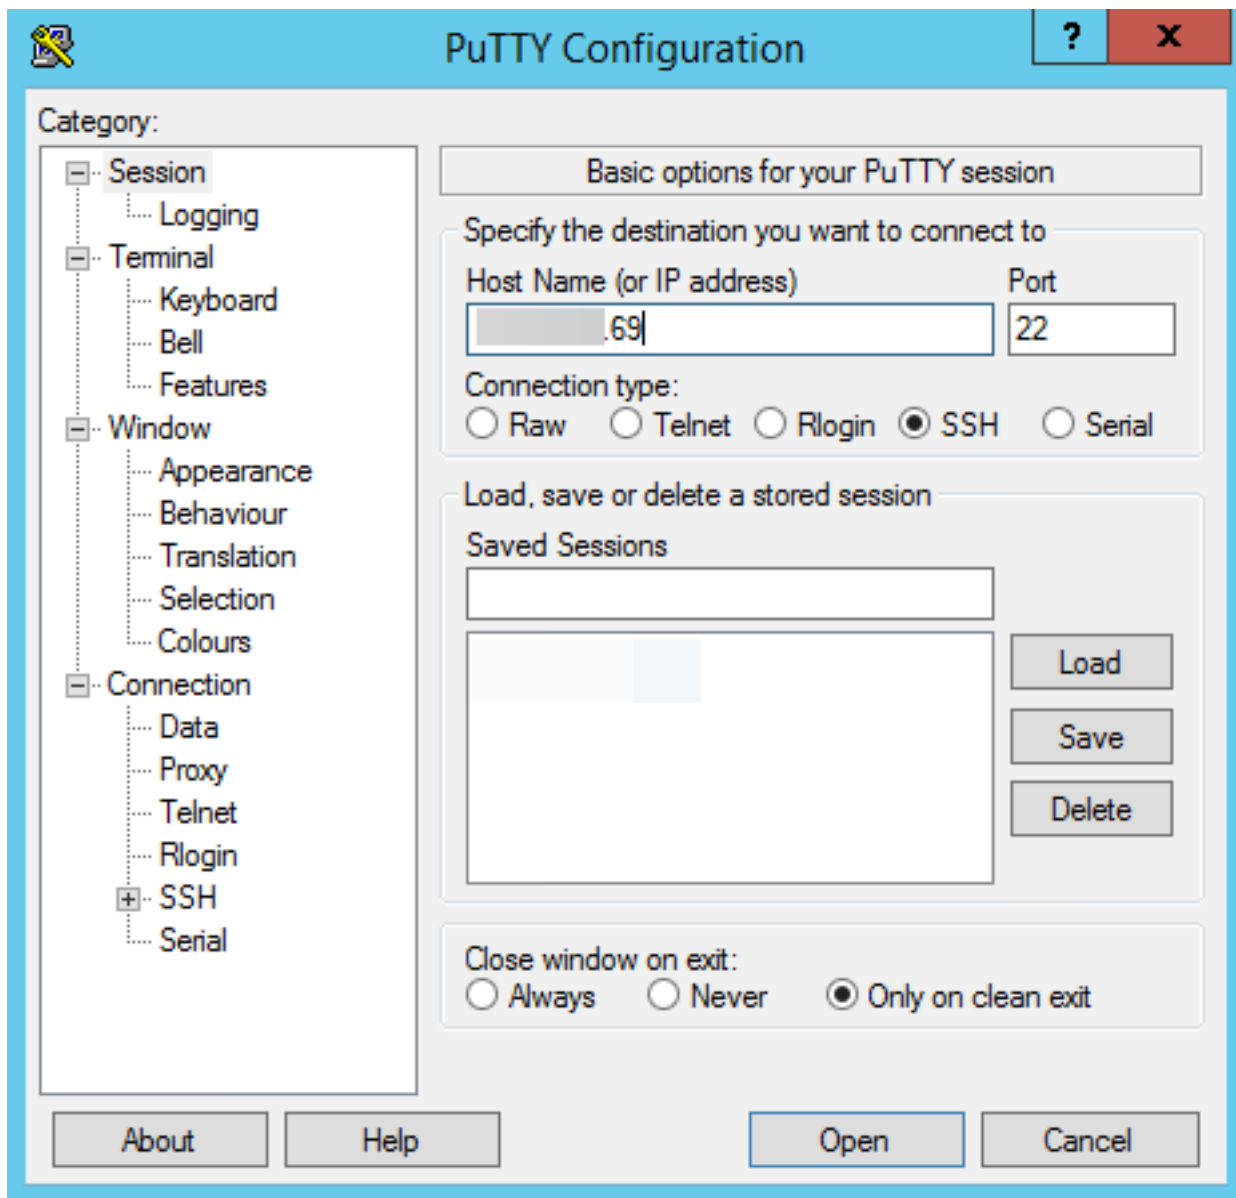 PuTTY Configuration
?
x
Category:
Session
Logging
Terminal
Keyboard
Bell
Features
Window
Appearance
Behaviour
Translation
Selection
Colours
Connection
Data
Proxy
Telnet
Rlogin
SSH
Serial
Basic options for your PuTTY session
Specify the destination you want to connect to
Host Name (or IP address) Port
.69 22
Connection type:
Raw Telnet Rlogin SSH Serial
Load, save or delete a stored session
Saved Sessions
Load
Save
Delete
Close window on exit:
Always Never Only on clean exit
About Help Open Cancel